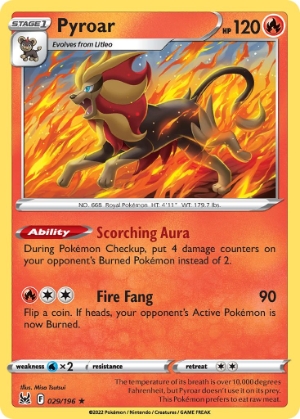 STAGE 1
Pyroar
HP 120
Evolves from Litleo
NO. 668 Royal Pokémon HT: 4'11" WT: 179.7 lbs.
Ability Scorching Aura
During Pokémon Checkup, put 4 damage counters on
your opponent's Burned Pokémon instead of 2.
Fire Fang 90
Flip a coin. If heads, your opponent's Active Pokémon is
now Burned.
weakness ×2 resistance retreat
Illus. Misa Tsutsui
029/196 ★
The temperature of its breath is over 10,000 degrees
Fahrenheit, but Pyroar doesn't use it on its prey.
This Pokémon prefers to eat raw meat.
©2022 Pokémon / Nintendo / Creatures / GAME FREAK